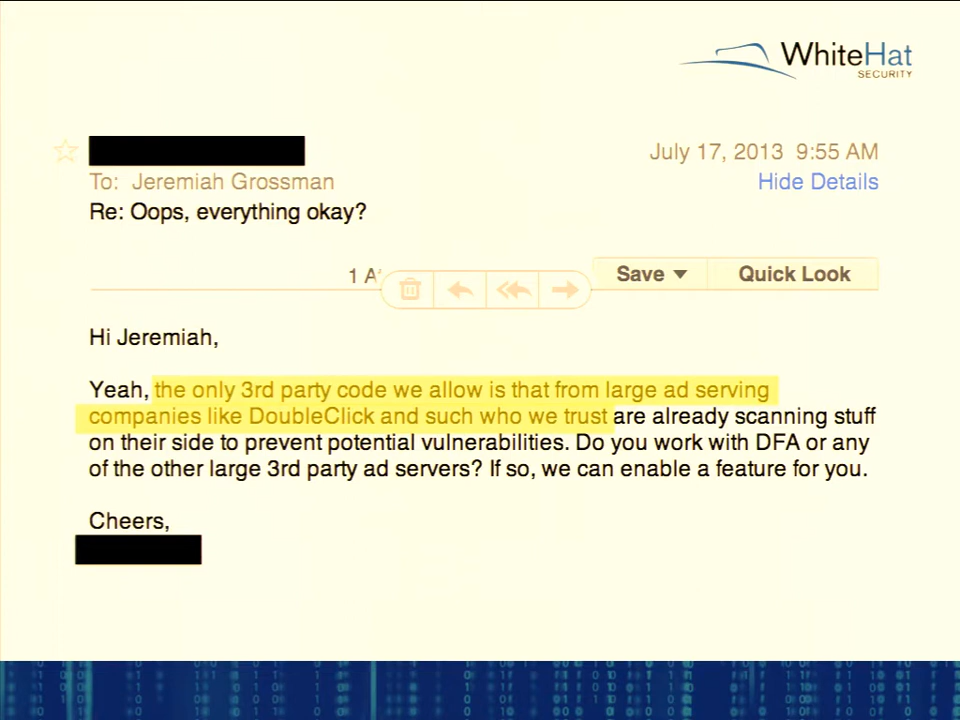 WhiteHat
SECURITY
July 17, 2013 9:55 AM
To: Jeremiah Grossman
Hide Details
Re: Oops, everything okay?
1 A
Save
Quick Look
Hi Jeremiah,
Yeah, the only 3rd party code we allow is that from large ad serving
companies like DoubleClick and such who we trust are already scanning stuff
on their side to prevent potential vulnerabilities. Do you work with DFA or any
of the other large 3rd party ad servers? If so, we can enable a feature for you.
Cheers,